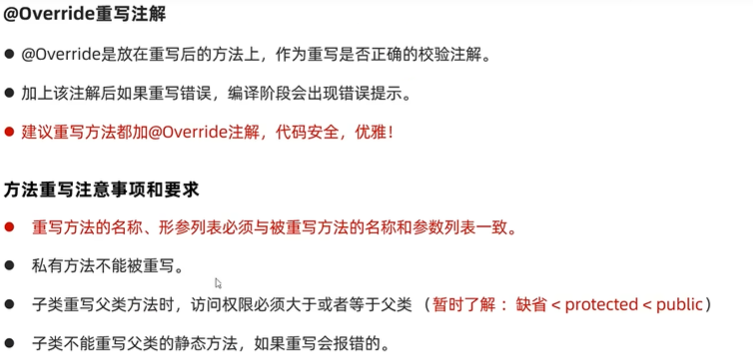 @Override重写注解
● @Override是放在重写后的方法上，作为重写是否正确的校验注解。
● 加上该注解后如果重写错误，编译阶段会出现错误提示。
● 建议重写方法都加@Override注解，代码安全，优雅！
方法重写注意事项和要求
● 重写方法的名称、形参列表必须与被重写方法的名称和参数列表一致。
● 私有方法不能被重写。
● 子类重写父类方法时，访问权限必须大于或者等于父类 （暂时了解 ：缺省 < protected < public）
● 子类不能重写父类的静态方法，如果重写会报错的。